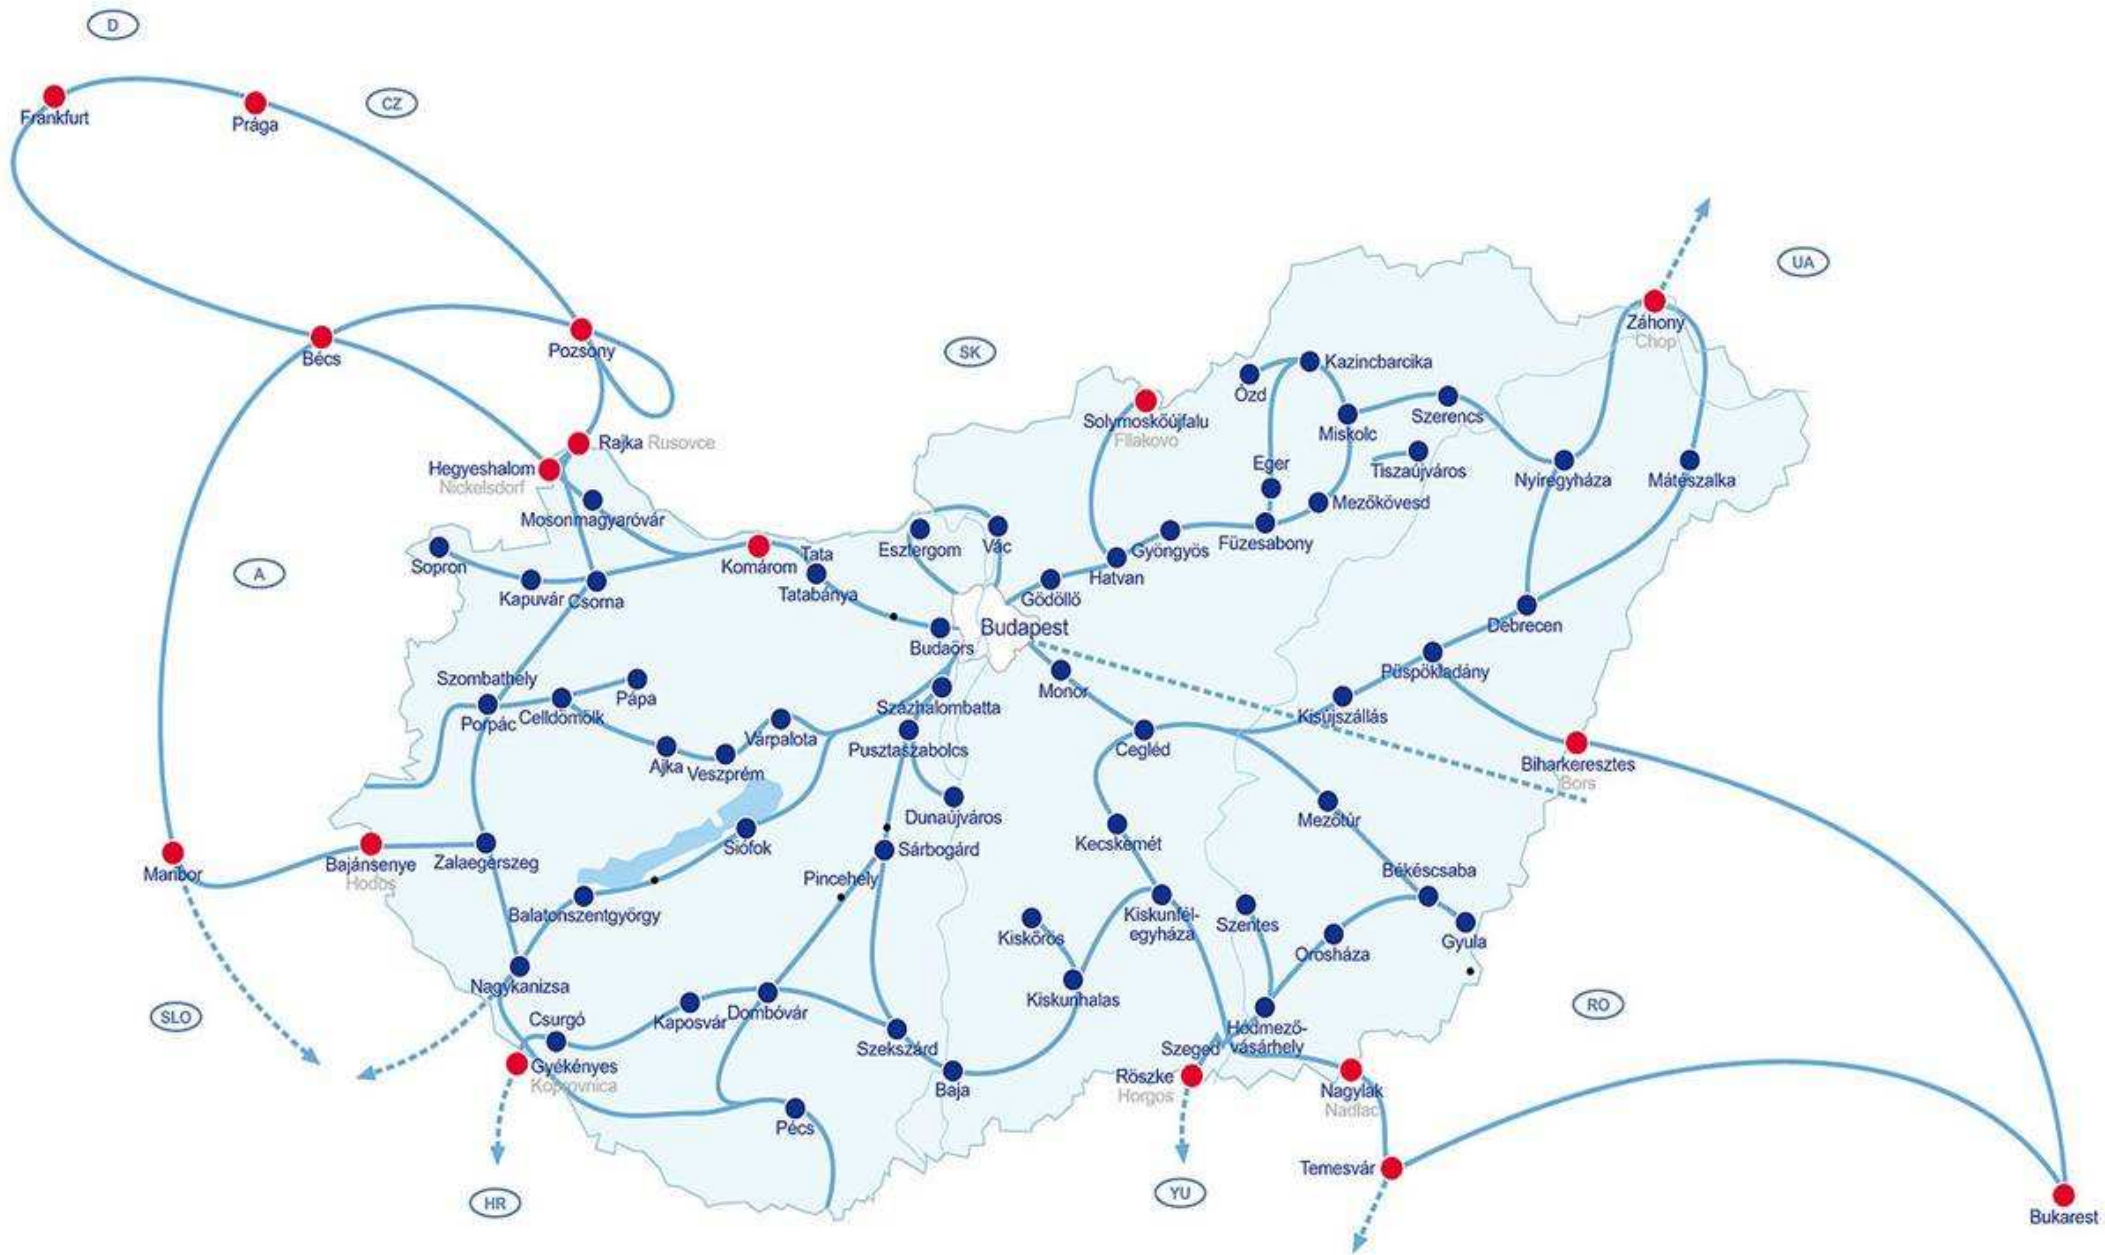 D
CZ
Frankfurt
Prága
UA
Záhony
Chop
Bécs
Pozsony
SK
Kazincbarcika
Ózd
Solymoskőújfalu
Filakovo
Szerencs
Miskolc
Rajka Rusovce
Hegyeshalom
Nickelsdorf
Eger
Tiszaújváros
Nyíregyháza
Mátészalka
Mosonmagyaróvár
Mezőkövesd
Esztergom
Vác
Gyöngyös
Füzesabony
Sopron
Komárom
Tata
Tatabánya
Hatvan
A
Kapuvár
Csorna
Gödöllő
Budapest
Debrecen
Budaörs
Szombathely
Pápa
Monor
Püspökladány
Porpác
Celldömölk
Százhalombatta
Kisújszállás
Várpalota
Pusztaszabolcs
Cegléd
Ajka
Veszprém
Biharkeresztes
Bors
Dunaújváros
Mezőtúr
Siófok
Kecskemét
Sárbogárd
Maribor
Bajánsenye
Hodos
Zalaegerszeg
Pincehely
Békéscsaba
Balatonszentgyörgy
Kiskunfél-
egyháza
Szentes
Kiskőrös
Gyula
Orosháza
Nagykanizsa
Kiskunhalas
SLO
RO
Csurgó
Kaposvár
Dombóvár
Szekszárd
Hódmező-
vásárhely
Szeged
Gyékényes
Koprovnica
Röszke
Horgos
Baja
Nagylak
Nadlac
Pécs
Temesvár
HR
YU
Bukarest